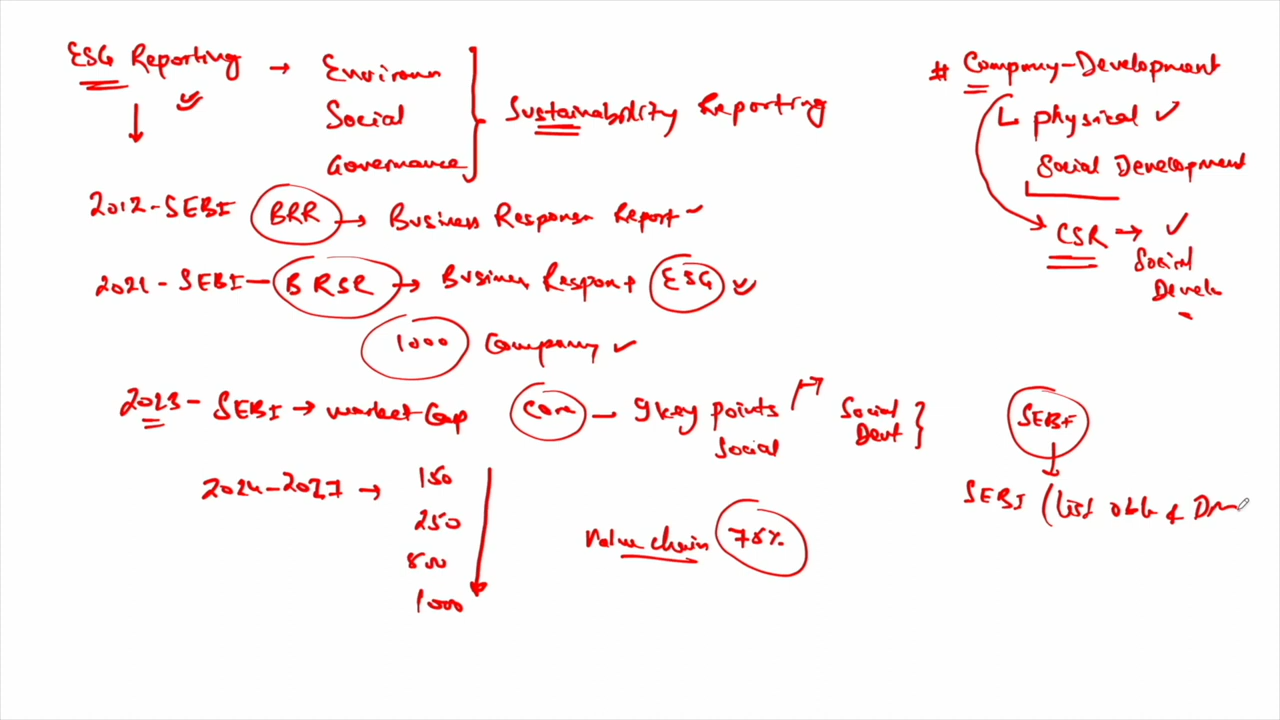 ESG Reporting → Environ
Social
Governance
Sustainability Reporting
2012-SEBI BRR → Business Response Report
2021-SEBI- BRSR → Business Respon + ESG
1000 Company
2023- SEBI → market Cap Core - 9 key points
Social
Social
Devt
2024-2027 → 150
250
500
1000
Value chain 75%
# Company-Development
physical
Social Development
CSR →
Social
Develo
SEBI
SEBI (List